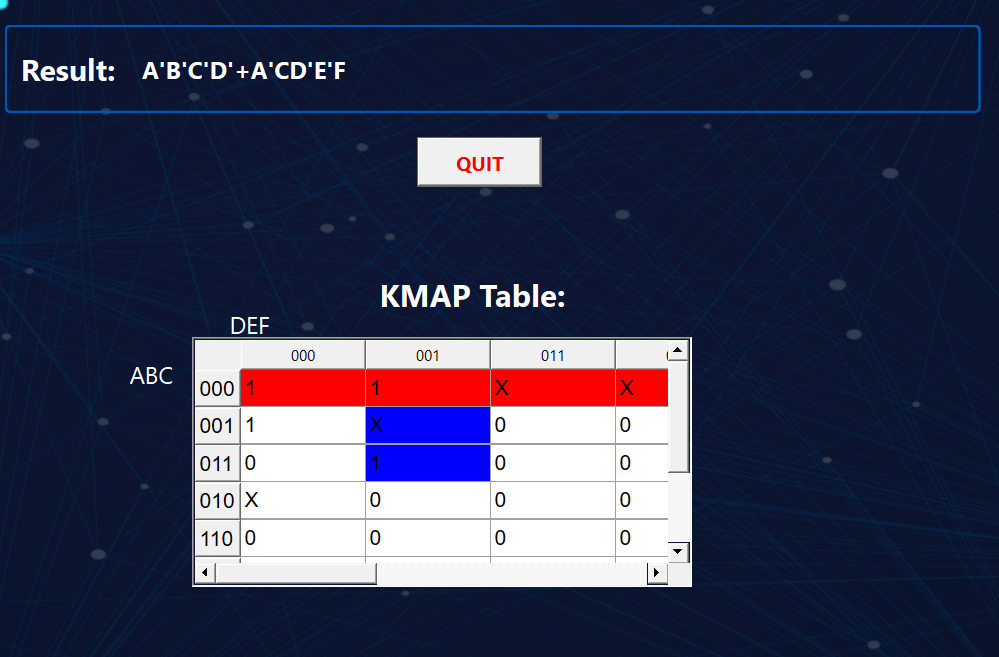 Result: A'B'C'D'+A'CD'E'F
QUIT
KMAP Table:
DEF
ABC
000 001 011
000 1 1 X X
001 1 X 0 0
011 0 1 0 0
010 X 0 0 0
110 0 0 0 0